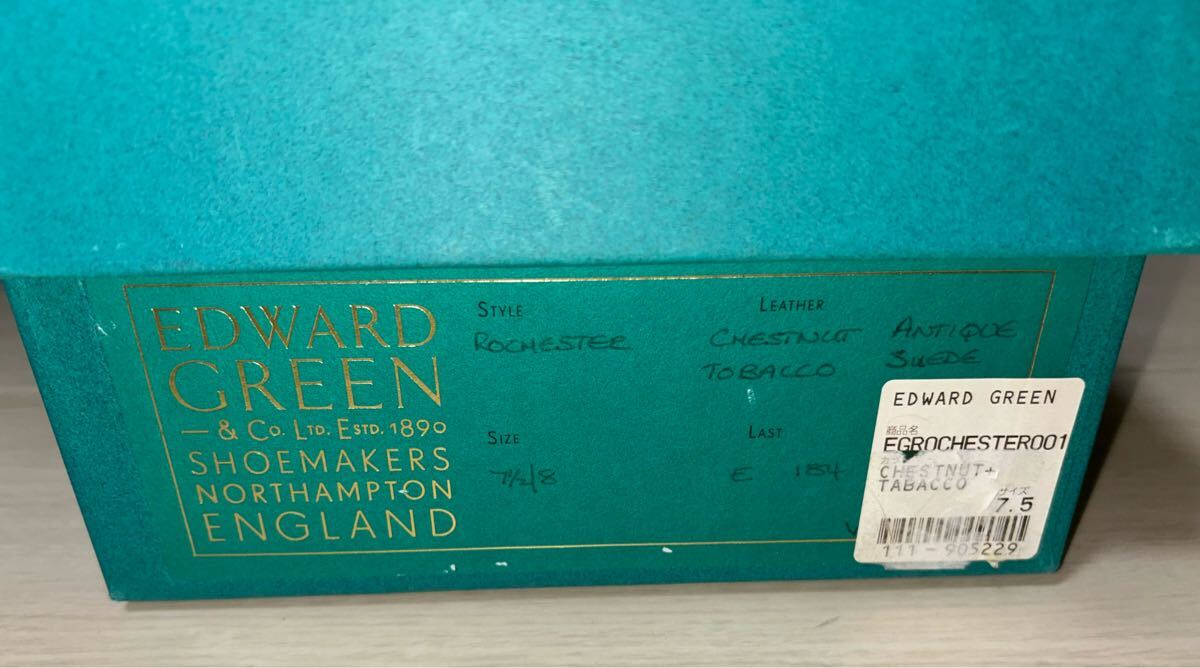 EDWARD
GREEN
— & CO. LTD. ESTD. 1890
SHOEMAKERS
NORTHAMPTON
ENGLAND
STYLE
ROCHESTER
LEATHER
CHESTNUT ANTIQUE
TOBACCO SUEDE
SIZE
7½/8
LAST
E 184
EDWARD GREEN
商品名
EGROCHESTER001
CHESTNUT+
TABACCO
サイズ
7.5
111-905229